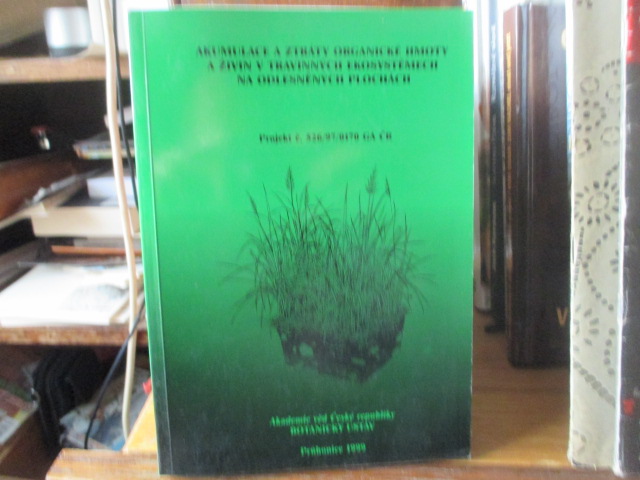 AKUMULACE A ZTRÁTY ORGANICKÉ HMOTY
A ŽIVIN V TRAVINNÝCH EKOSYSTÉMECH
NA ODLESNĚNÝCH PLOCHÁCH
Projekt č. 526/97/0170 GA ČR
Akademie věd České republiky
BOTANICKÝ ÚSTAV
Průhonice 1999
V